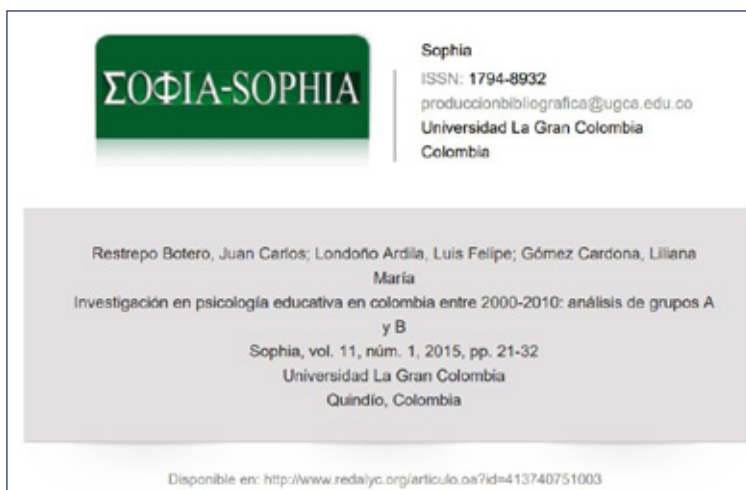 ΣΟΦΙΑ-SOPHIA
Sophia
ISSN: 1794-8932
produccionbibliografica@ugca.edu.co
Universidad La Gran Colombia
Colombia
Restrepo Botero, Juan Carlos; Londoño Ardila, Luis Felipe; Gómez Cardona, Liliana
María
Investigación en psicología educativa en colombia entre 2000-2010: análisis de grupos A
y B
Sophia, vol. 11, núm. 1, 2015, pp. 21-32
Universidad La Gran Colombia
Quindío, Colombia
Disponible en: http://www.redalyc.org/articulo.oa?id=413740751003